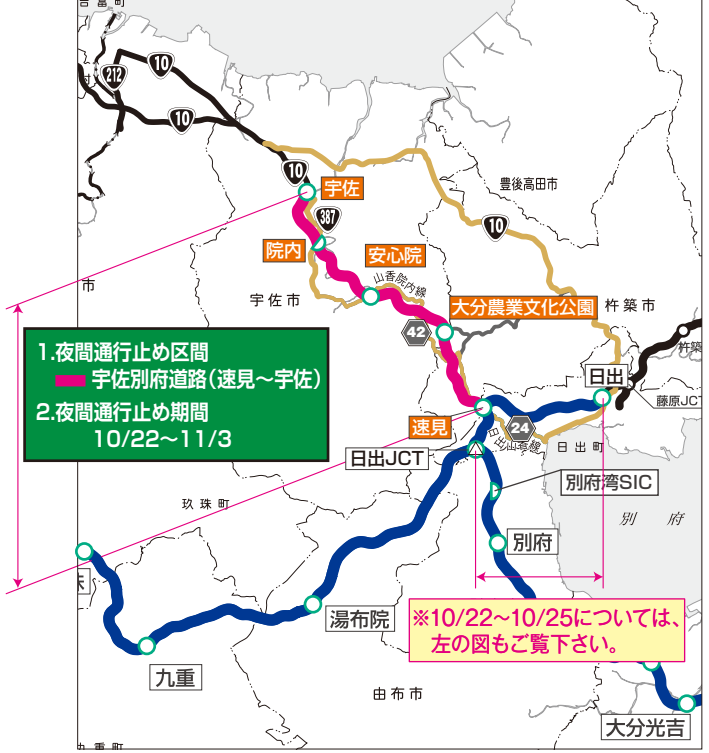 吉富町
212
10
10
10
宇佐
387
豊後高田市
10
院内
安心院
山香院内線
市
宇佐市
大分農業文化公園
杵築市
42
杵築
1.夜間通行止め区間
宇佐別府道路(速見〜宇佐)
2.夜間通行止め期間
10/22〜11/3
日出
藤原JCT
速見
24
日出山香線
日出町
日出JCT
別府湾SIC
玖珠町
別府
別府
湯布院
※10/22〜10/25については、
左の図もご覧下さい。
九重
由布市
大分光吉
九重町